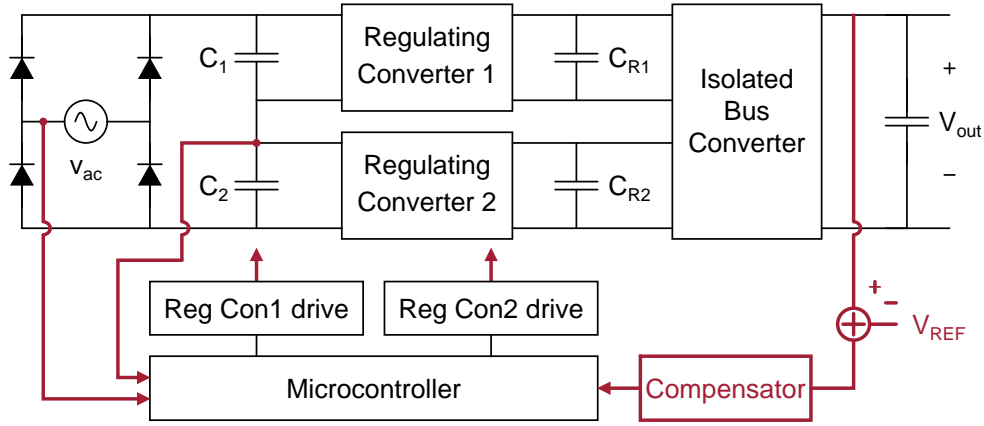 C1
Regulating
Converter 1
CR1
Isolated
Bus
Converter
+
Vout
−
vac
C2
Regulating
Converter 2
CR2
Reg Con1 drive
Reg Con2 drive
+
−
VREF
Microcontroller
Compensator